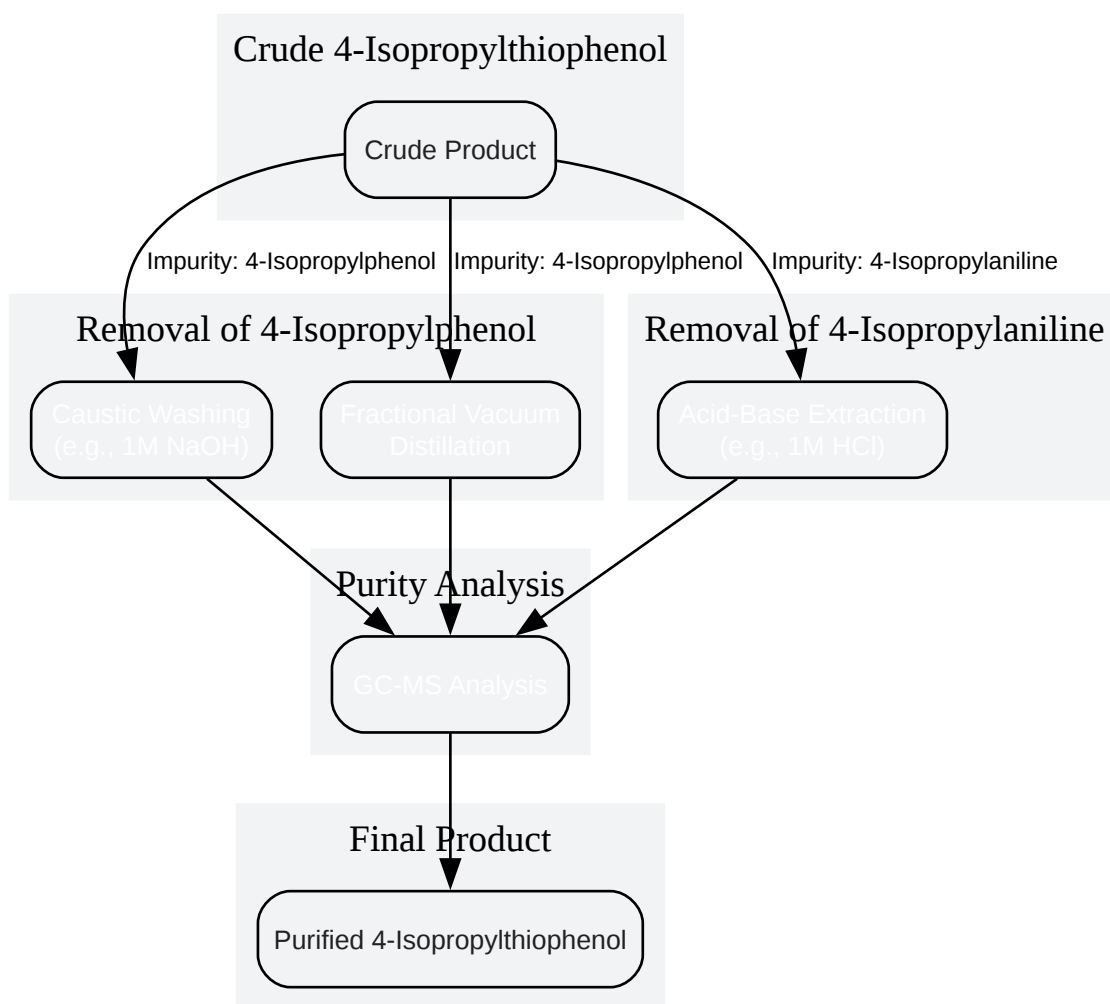 Crude 4-Isopropylthiophenol
Crude Product
Impurity: 4-Isopropylphenol
Impurity: 4-Isopropylphenol
Impurity: 4-Isopropylaniline
Removal of 4-Isopropylphenol
Removal of 4-Isopropylaniline
Caustic Washing
(e.g., 1M NaOH)
Fractional Vacuum
Distillation
Acid-Base Extraction
(e.g., 1M HCl)
Purity Analysis
GC-MS Analysis
Final Product
Purified 4-Isopropylthiophenol